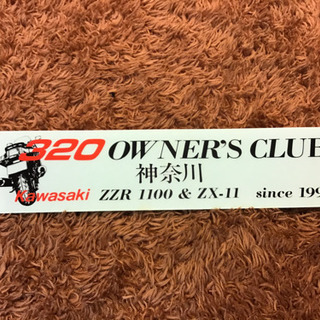 320 OWNER'S CLUB
神奈川
Kawasaki ZZR 1100 & ZX-11 since 199